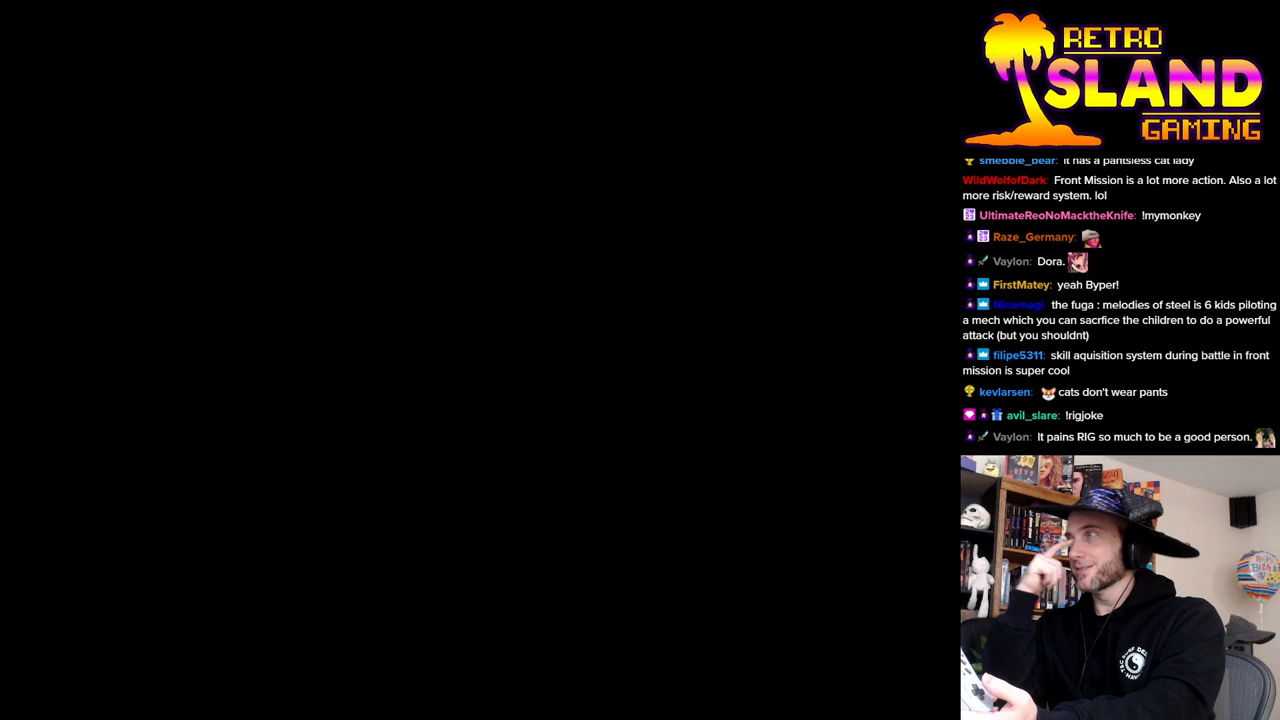 RETRO
ISLAND
GAMING
smebbie_bear: it has a pantsless cat lady
WildWolfofDark: Front Mission is a lot more action. Also a lot
more risk/reward system. lol
UltimateReoNoMacktheKnife: !mymonkey
Raze_Germany:
Vaylon: Dora.
FirstMatey: yeah Byper!
Nicomagi: the fuga : melodies of steel is 6 kids piloting
a mech which you can sacrfice the children to do a powerful
attack (but you shouldnt)
filipe5311: skill aquisition system during battle in front
mission is super cool
kevlarsen: cats don't wear pants
avil_slare: !rigjoke
Vaylon: It pains RIG so much to be a good person.